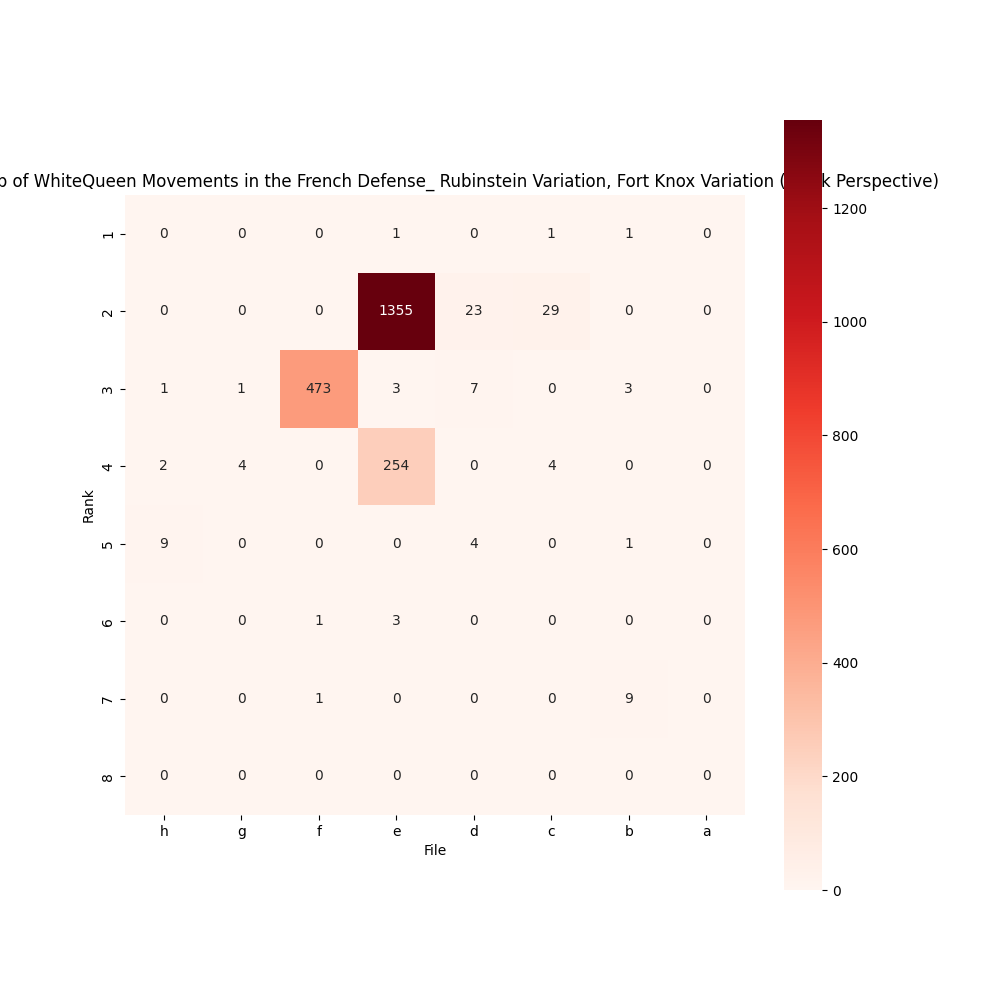 of WhiteQueen Movements in the French Defense_ Rubinstein Variation, Fort Knox Variation ( Perspective)
1 0 0 0 1 0 1 1 0
2 0 0 0 1355 23 29 0 0
3 1 1 473 3 7 0 3 0
4 2 4 0 254 0 4 0 0
5 9 0 0 0 4 0 1 0
6 0 0 1 3 0 0 0 0
7 0 0 1 0 0 0 9 0
8 0 0 0 0 0 0 0 0
Rank
h g f e d c b a
File
1200
1000
800
600
400
200
0